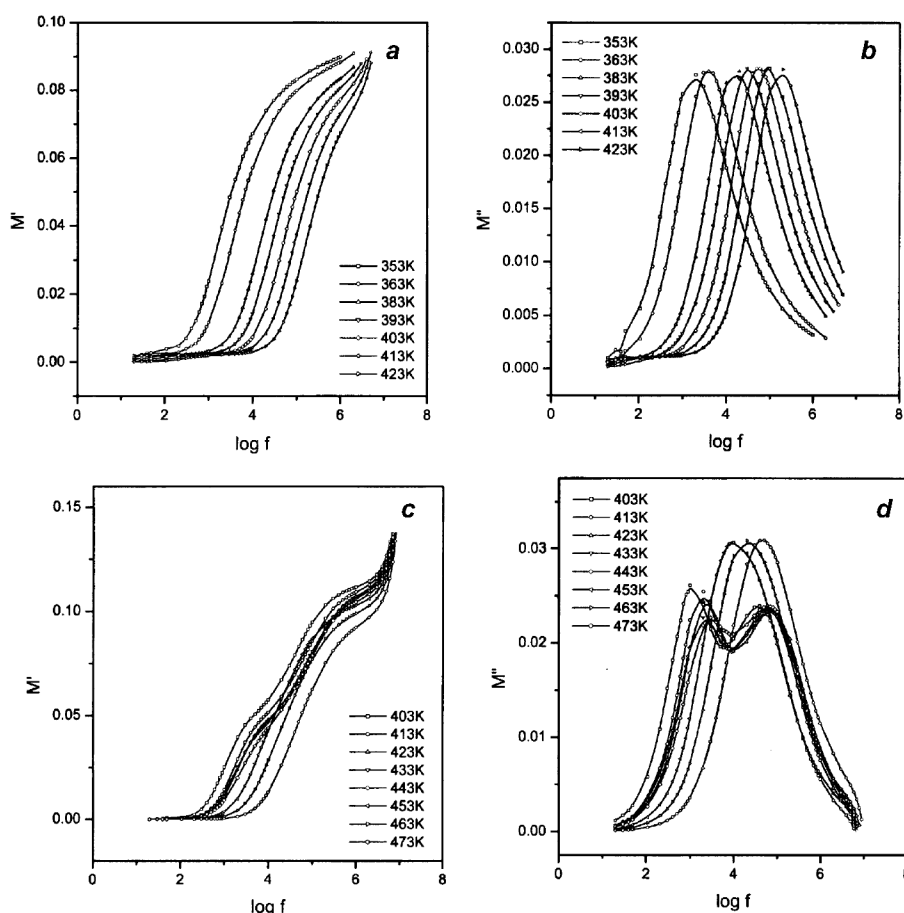 a
0.10
0.08
0.06
0.04
0.02
0.00
M'
353K
363K
383K
393K
403K
413K
423K
0 2 4 6 8
log f
b
0.030
0.025
0.020
0.015
0.010
0.005
0.000
M"
353K
363K
383K
393K
403K
413K
423K
0 2 4 6 8
log f
c
0.15
0.10
0.05
0.00
M'
403K
413K
423K
433K
443K
453K
463K
473K
0 2 4 6 8
log f
d
0.03
0.02
0.01
0.00
M"
403K
413K
423K
433K
443K
453K
463K
473K
0 2 4 6 8
log f